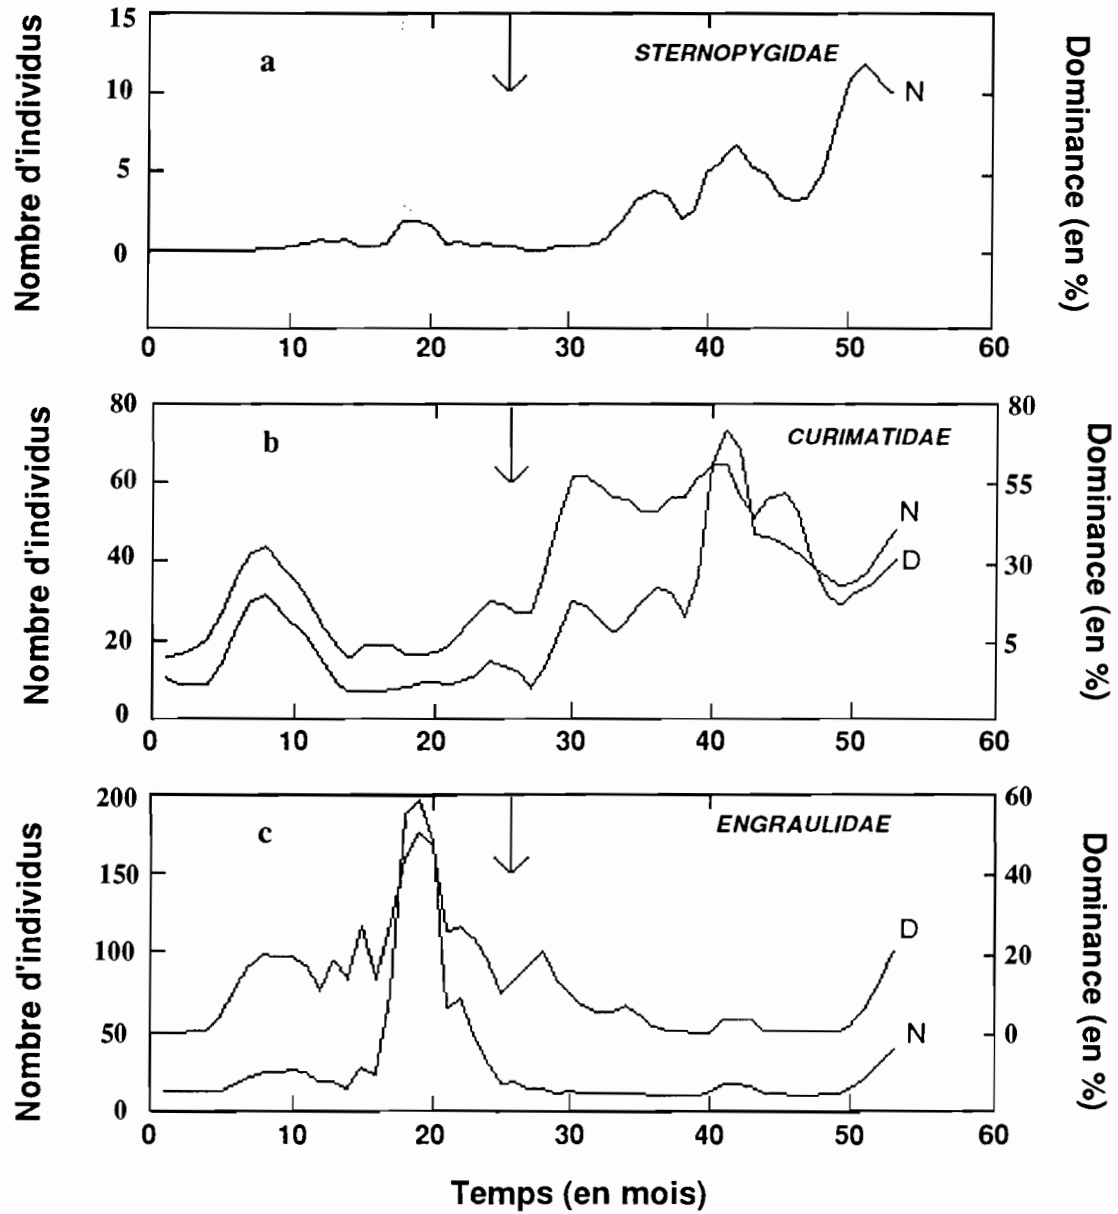 Nombre d'individus
15
10
5
0
a
STERNOPYGIDAE
N
Dominance (en %)
0 10 20 30 40 50 60
Nombre d'individus
80
60
40
20
0
b
CURIMATIDAE
N
D
80
55
30
5
Dominance (en %)
0 10 20 30 40 50 60
Nombre d'individus
200
150
100
50
0
c
ENGRAULIDAE
D
N
60
40
20
0
Dominance (en %)
0 10 20 30 40 50 60
Temps (en mois)